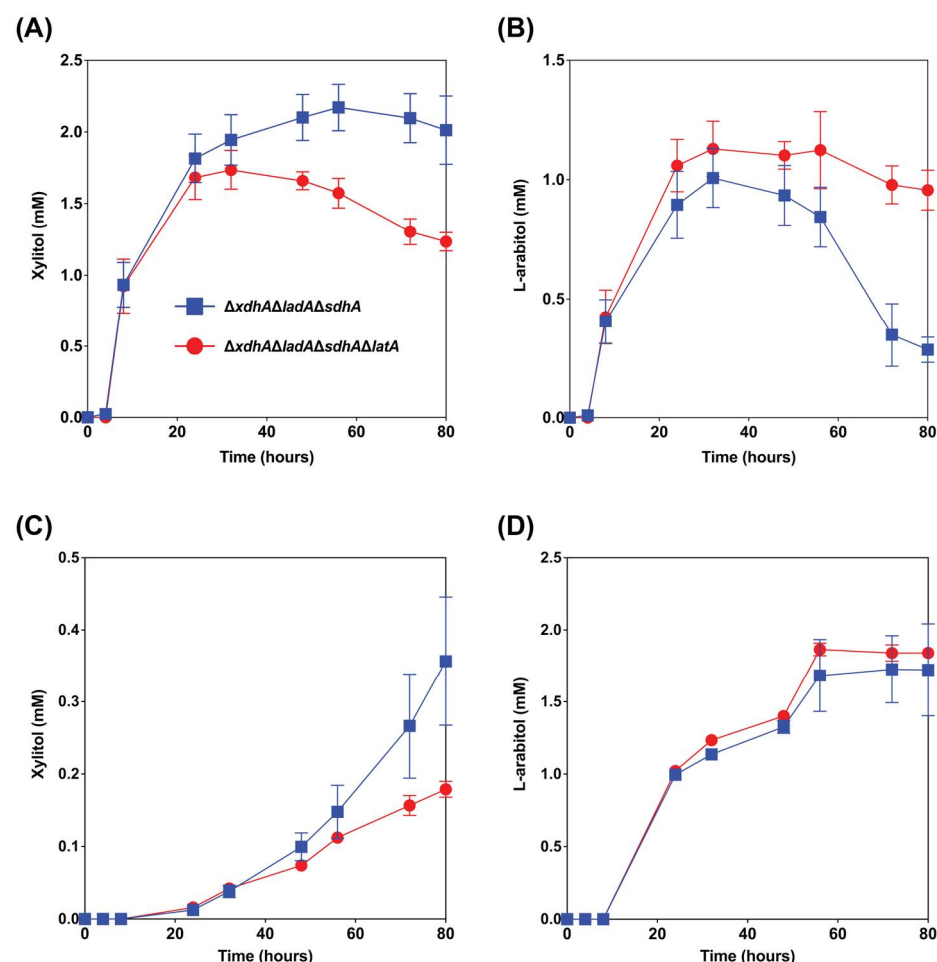 (A)
2.5
2.0
1.5
1.0
0.5
0.0
Xylitol (mM)
ΔxdhAΔladAΔsdhA
ΔxdhAΔladAΔsdhAΔlatA
0 20 40 60 80
Time (hours)
(B)
1.5
1.0
0.5
0.0
L-arabitol (mM)
0 20 40 60 80
Time (hours)
(C)
0.5
0.4
0.3
0.2
0.1
0.0
Xylitol (mM)
0 20 40 60 80
Time (hours)
(D)
2.5
2.0
1.5
1.0
0.5
0.0
L-arabitol (mM)
0 20 40 60 80
Time (hours)